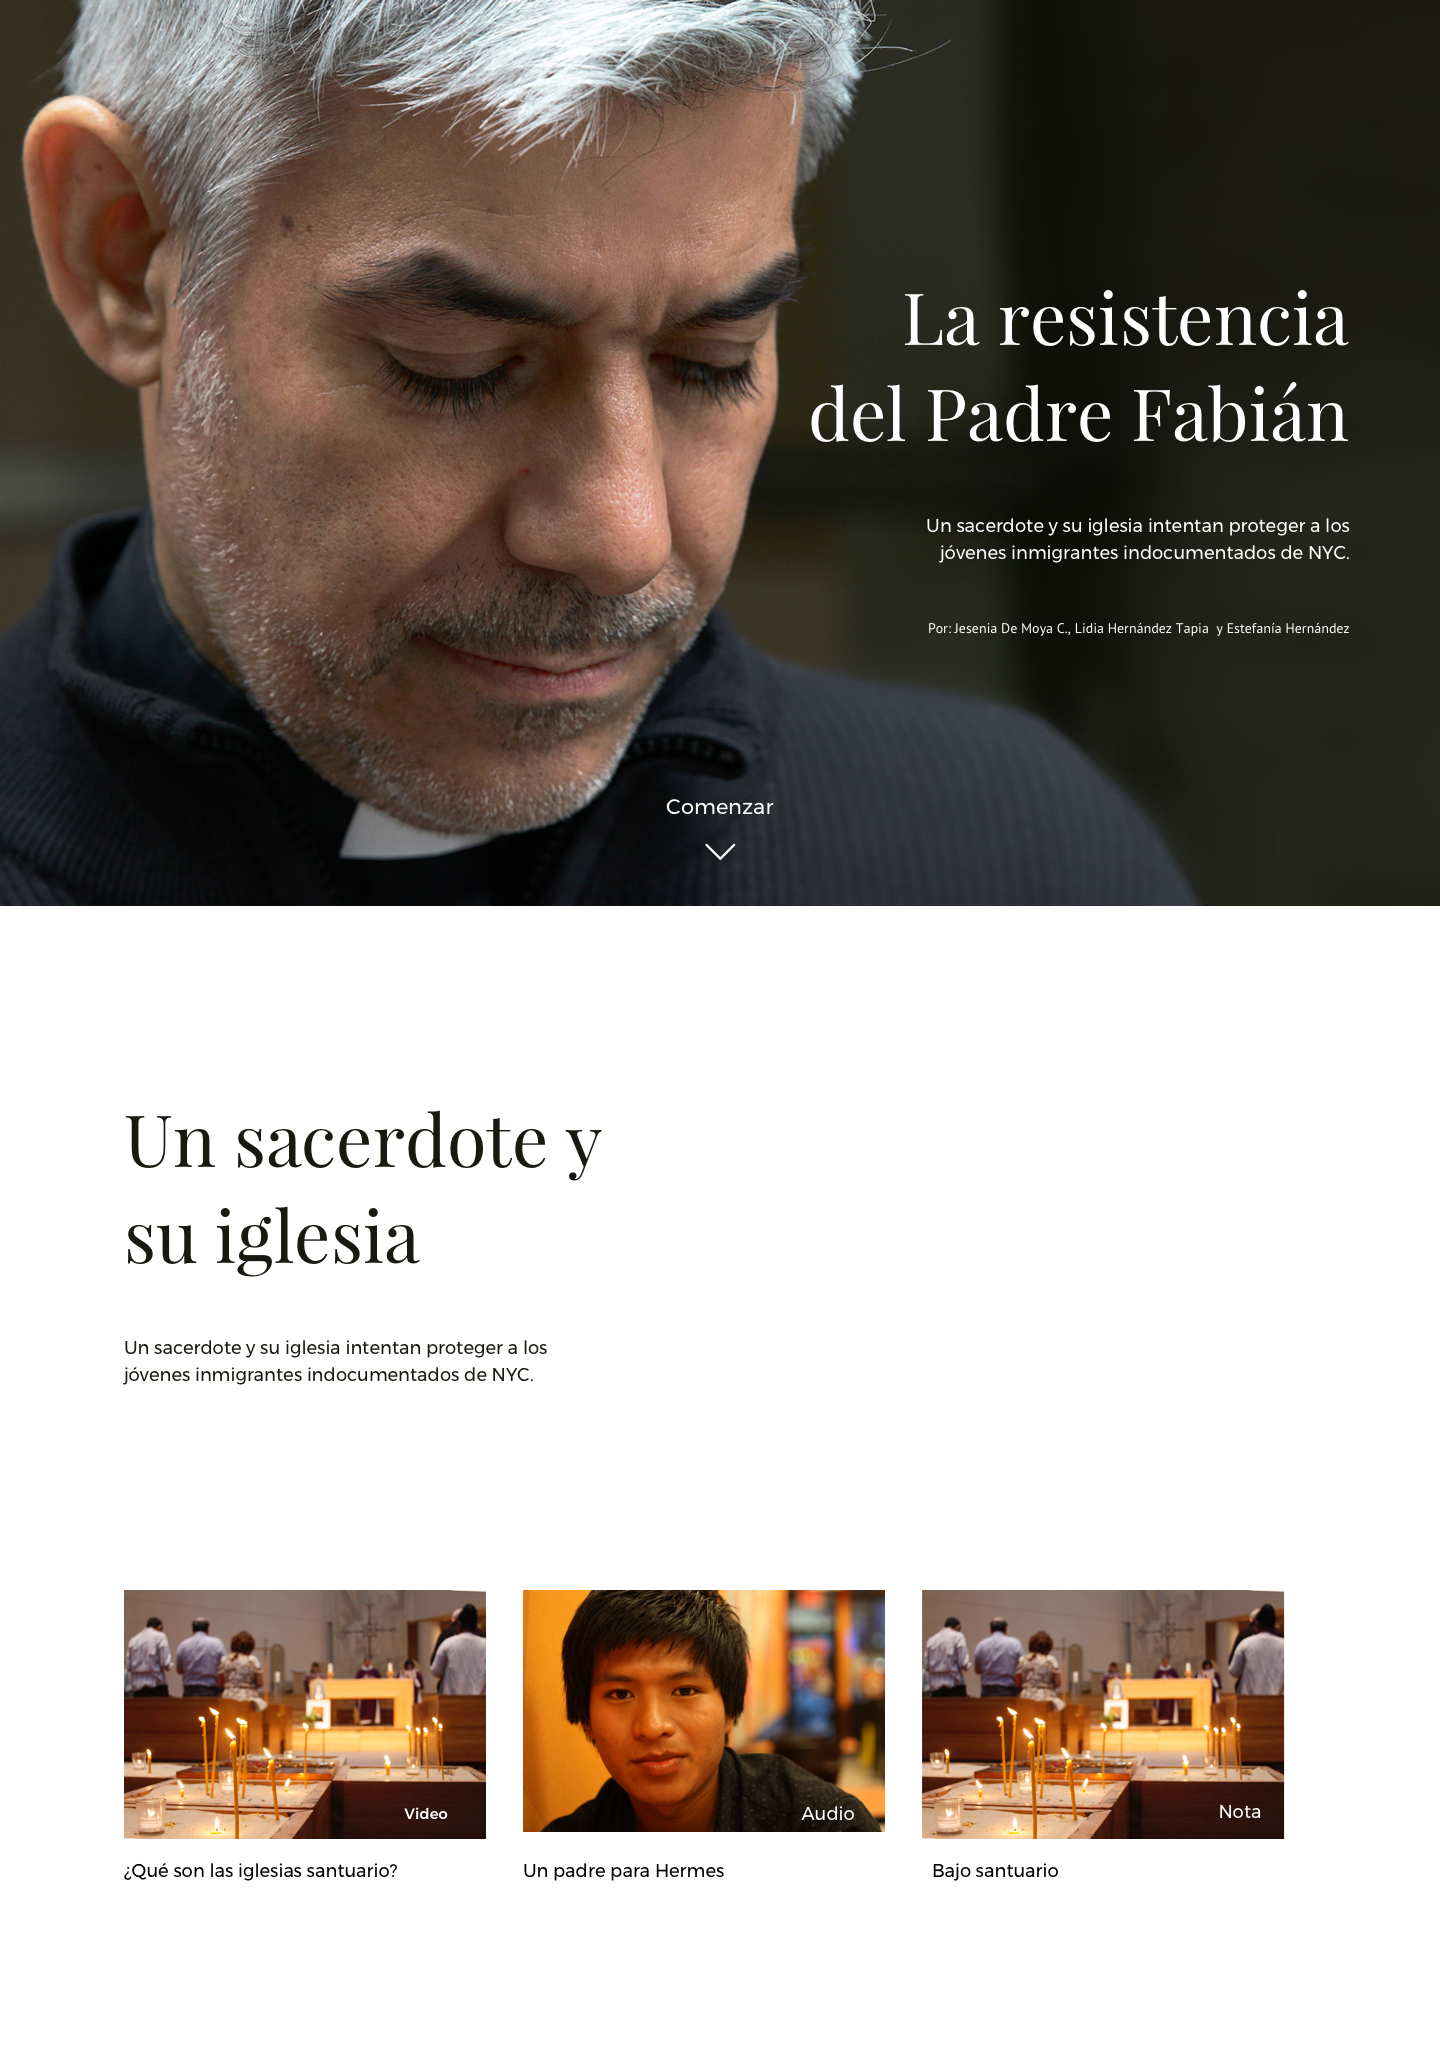 La resistencia
del Padre Fabián
Un sacerdote y su iglesia intentan proteger a los
jóvenes inmigrantes indocumentados de NYC.
Por: Jesenia De Moya C., Lidia Hernández Tapia  y Estefanía Hernández
Comenzar
Un sacerdote y
su iglesia
Un sacerdote y su iglesia intentan proteger a los
jóvenes inmigrantes indocumentados de NYC.
Video
Audio
Nota
¿Qué son las iglesias santuario?
Un padre para Hermes
Bajo santuario